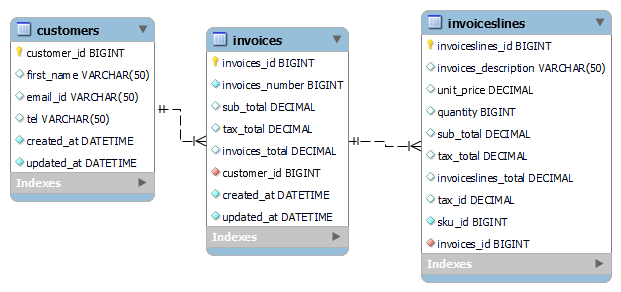 customers
customer_id BIGINT
first_name VARCHAR(50)
email_id VARCHAR(50)
tel VARCHAR(50)
created_at DATETIME
updated_at DATETIME
Indexes
invoices
invoices_id BIGINT
invoices_number BIGINT
sub_total DECIMAL
tax_total DECIMAL
invoices_total DECIMAL
customer_id BIGINT
created_at DATETIME
updated_at DATETIME
Indexes
invoiceslines
invoiceslines_id BIGINT
invoices_description VARCHAR(50)
unit_price DECIMAL
quantity BIGINT
sub_total DECIMAL
tax_total DECIMAL
invoiceslines_total DECIMAL
tax_id DECIMAL
sku_id BIGINT
invoices_id BIGINT
Indexes